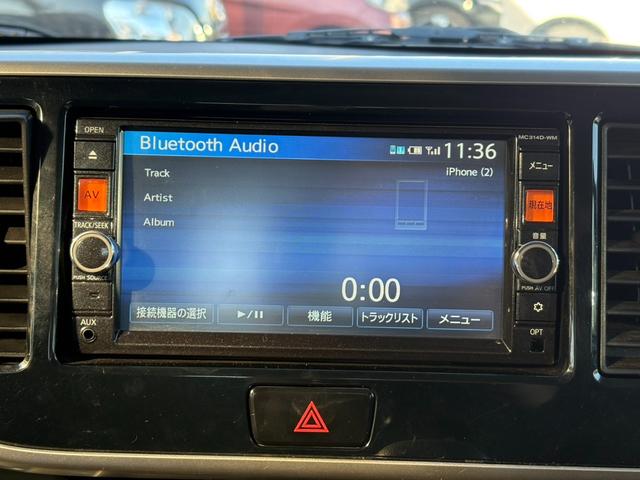 OPEN
MC314D-WM
Bluetooth Audio
11:36
メニュー
Track
iPhone (2)
AV
Artist
現在地
TRACK/SEEK
Album
音量
PUSH SOURCE
0:00
PUSH AV OFF
接続機器の選択
機能
トラックリスト
メニュー
AUX
OPT